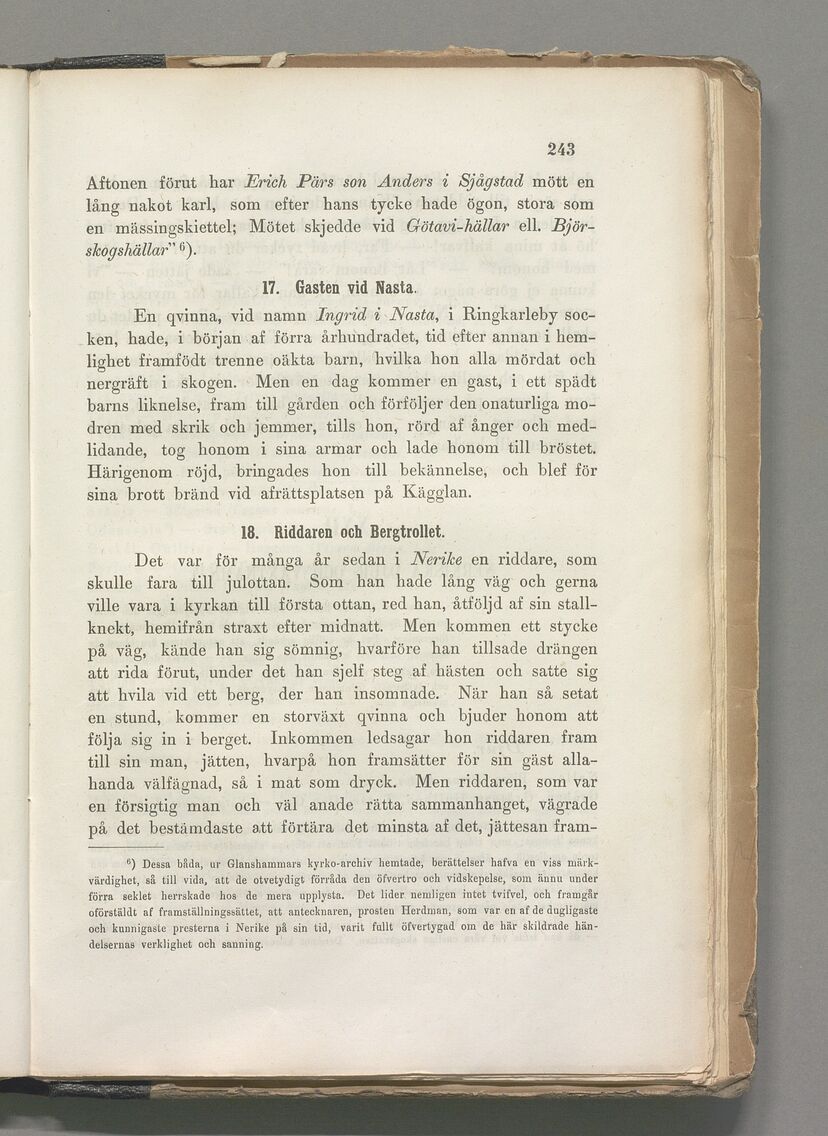 243
Aftonen förut har Erich Pärs son Anders i Sjågstad mött en
lång nakot karl, som efter hans tycke hade ögon, stora som
en mässingskiettel; Mötet skjedde vid Götavi-hällar ell. Björ-
skogshällar" ⁶).
17. Gasten vid Nasta.
En qvinna, vid namn Ingrid i Nasta, i Ringkarleby soc-
ken, hade, i början af förra århundradet, tid efter annan i hem-
lighet framfödt trenne oäkta barn, hvilka hon alla mördat och
nergräft i skogen. Men en dag kommer en gast, i ett spädt
barns liknelse, fram till gården och förföljer den onaturliga mo-
dren med skrik och jemmer, tills hon, rörd af ånger och med-
lidande, tog honom i sina armar och lade honom till bröstet.
Härigenom röjd, bringades hon till bekännelse, och blef för
sina brott bränd vid afrättsplatsen på Kägglan.
18. Riddaren och Bergtrollet.
Det var för många år sedan i Nerike en riddare, som
skulle fara till julottan. Som han hade lång väg och gerna
ville vara i kyrkan till första ottan, red han, åtföljd af sin stall-
knekt, hemifrån straxt efter midnatt. Men kommen ett stycke
på väg, kände han sig sömnig, hvarföre han tillsade drängen
att rida förut, under det han sjelf steg af hästen och satte sig
att hvila vid ett berg, der han insomnade. När han så setat
en stund, kommer en storväxt qvinna och bjuder honom att
följa sig in i berget. Inkommen ledsagar hon riddaren fram
till sin man, jätten, hvarpå hon framsätter för sin gäst alla-
handa välfägnad, så i mat som dryck. Men riddaren, som var
en försigtig man och väl anade rätta sammanhanget, vägrade
på det bestämdaste att förtära det minsta af det, jättesan fram-
⁶) Dessa båda, ur Glanshammars kyrko-archiv hemtade, berättelser hafva en viss märk-
värdighet, så till vida, att de otvetydigt förråda den öfvertro och vidskepelse, som ännu under
förra seklet herrskade hos de mera upplysta. Det lider nemligen intet tvifvel, och framgår
oförstäldt af framställningssättet, att antecknaren, prosten Herdman, som var en af de dugligaste
och kunnigaste presterna i Nerike på sin tid, varit fullt öfvertygad om de här skildrade hän-
delsernas verklighet och sanning.